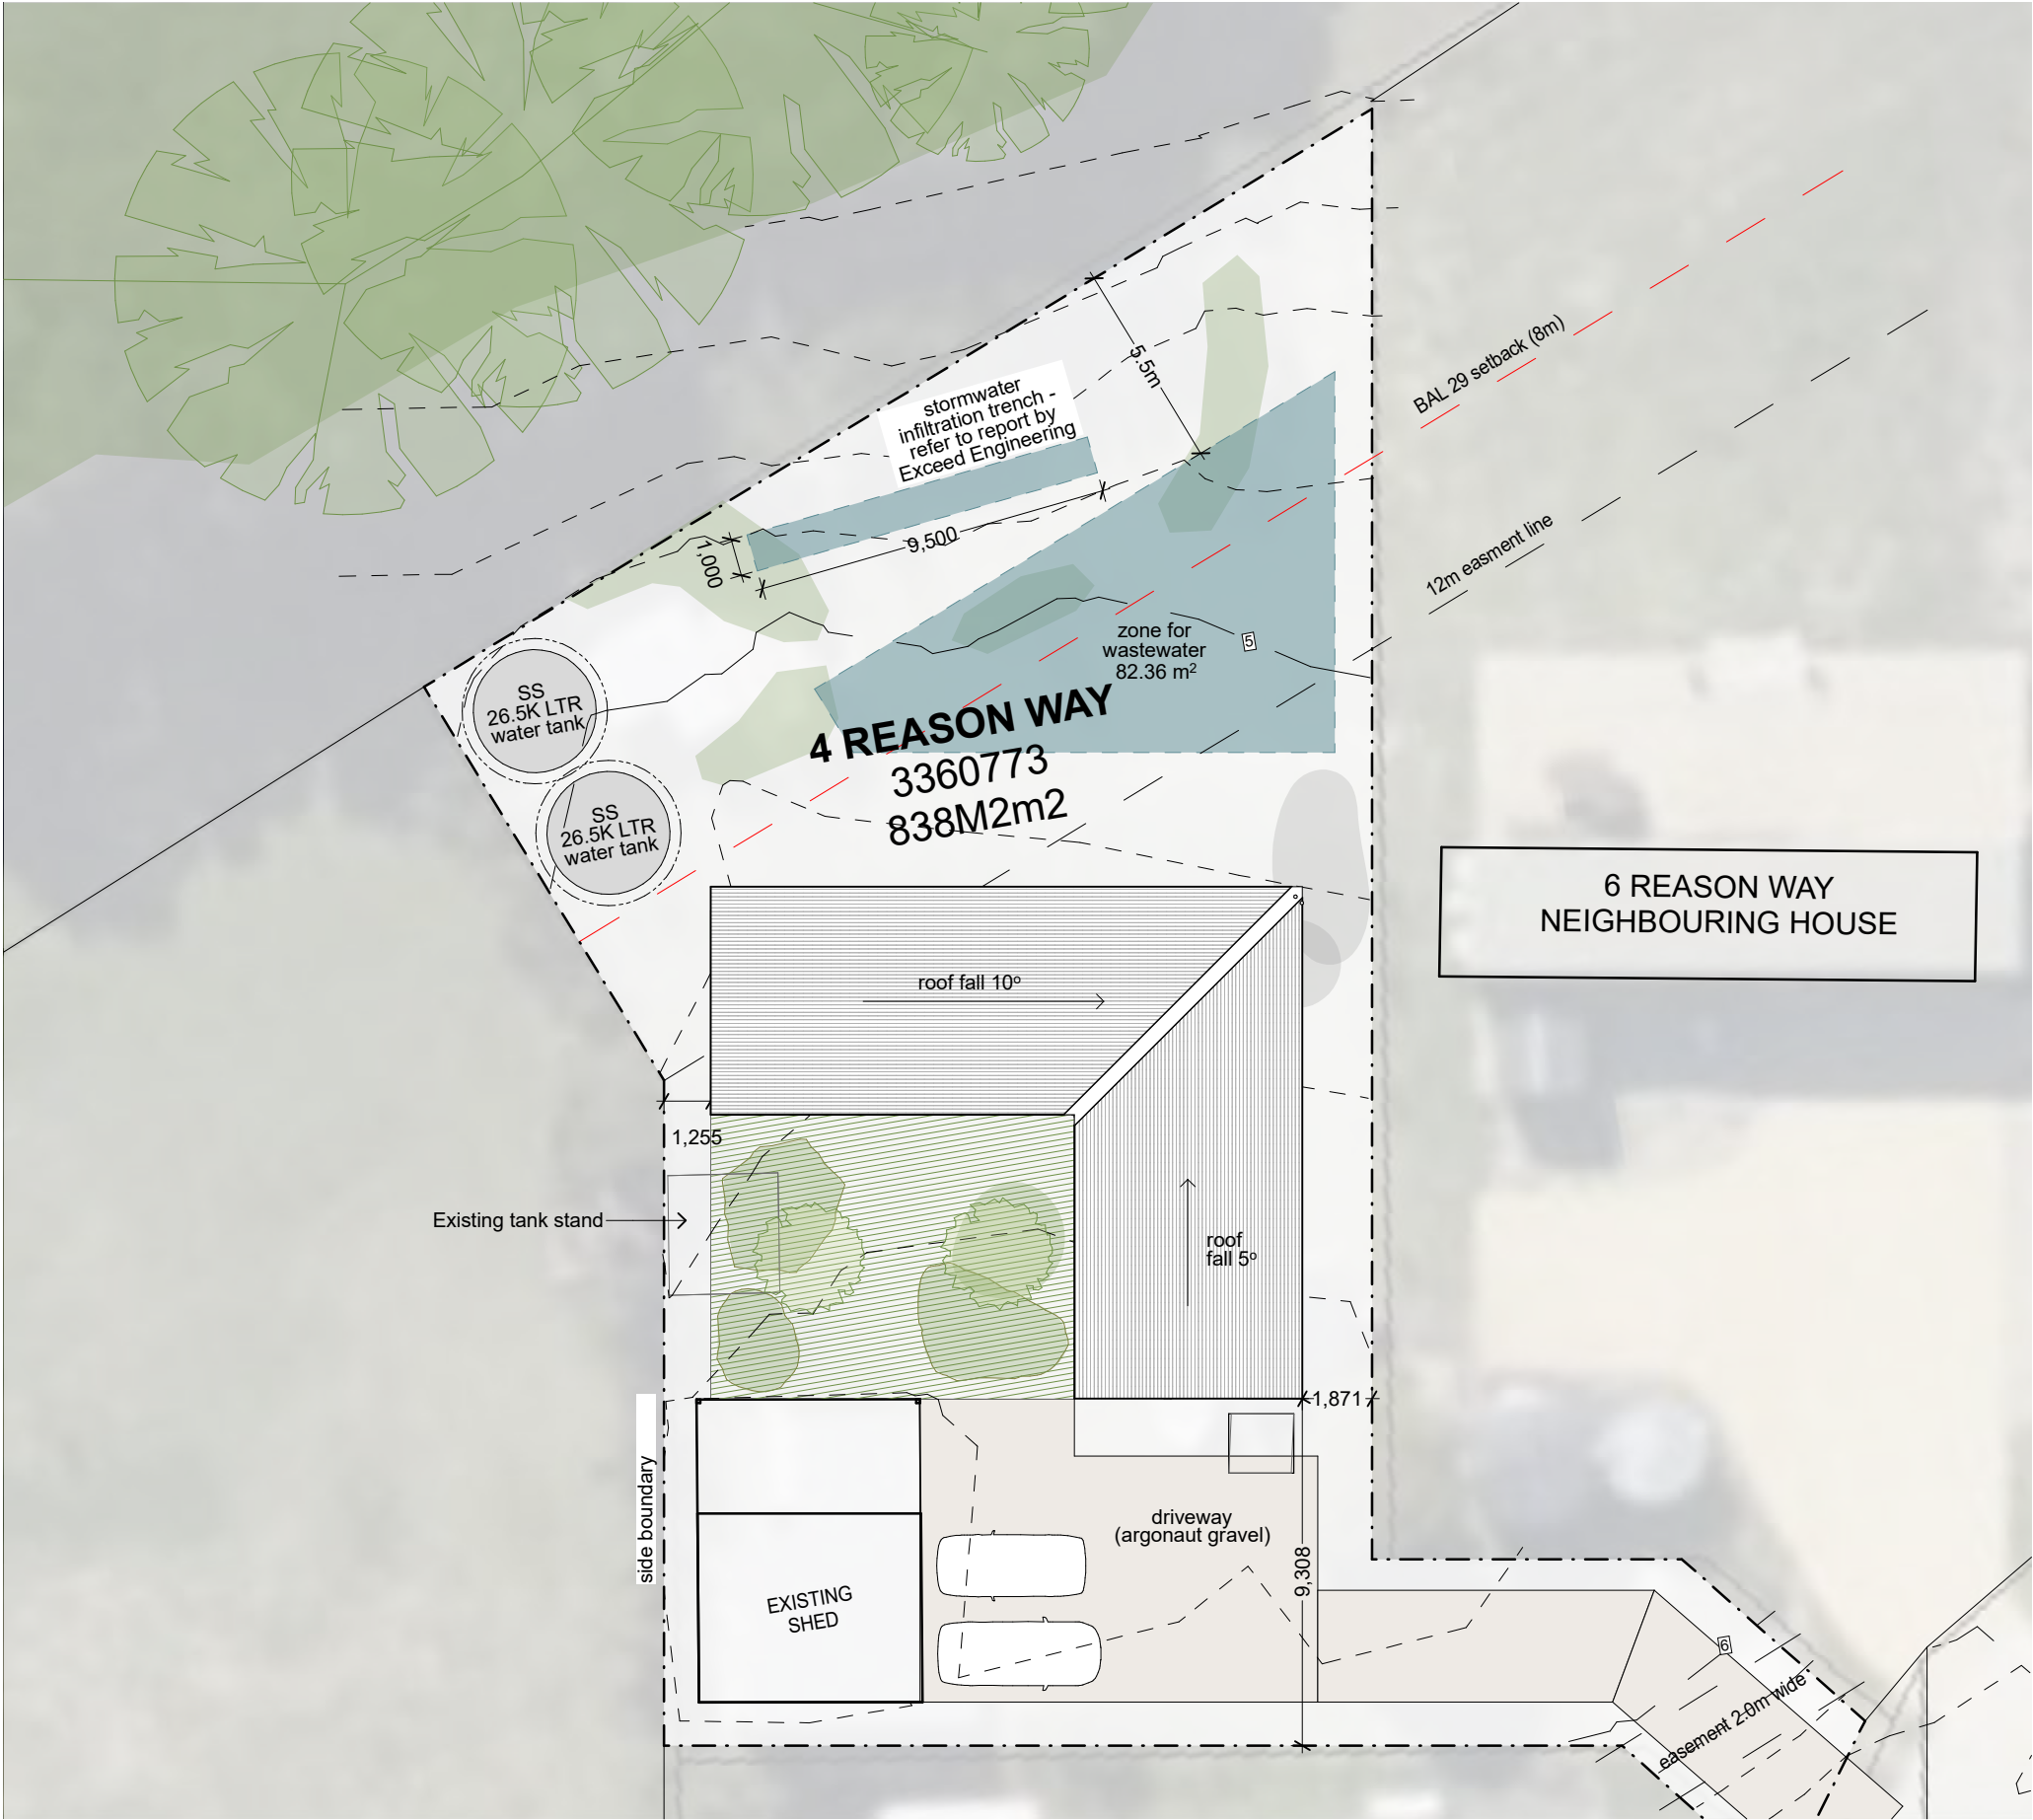 stormwater
infiltration trench -
refer to report by
Exceed Engineering
5.5m
BAL 29 setback (8m)
9,500
1,000
12m easment line
zone for
wastewater
82.36 m²
5
SS
26.5K LTR
water tank
4 REASON WAY
3360773
838M2m2
SS
26.5K LTR
water tank
6 REASON WAY
NEIGHBOURING HOUSE
roof fall 10º
1,255
Existing tank stand
roof
fall 5º
1,871
side boundary
driveway
(argonaut gravel)
9,308
EXISTING
SHED
6
easement 2.0m wide